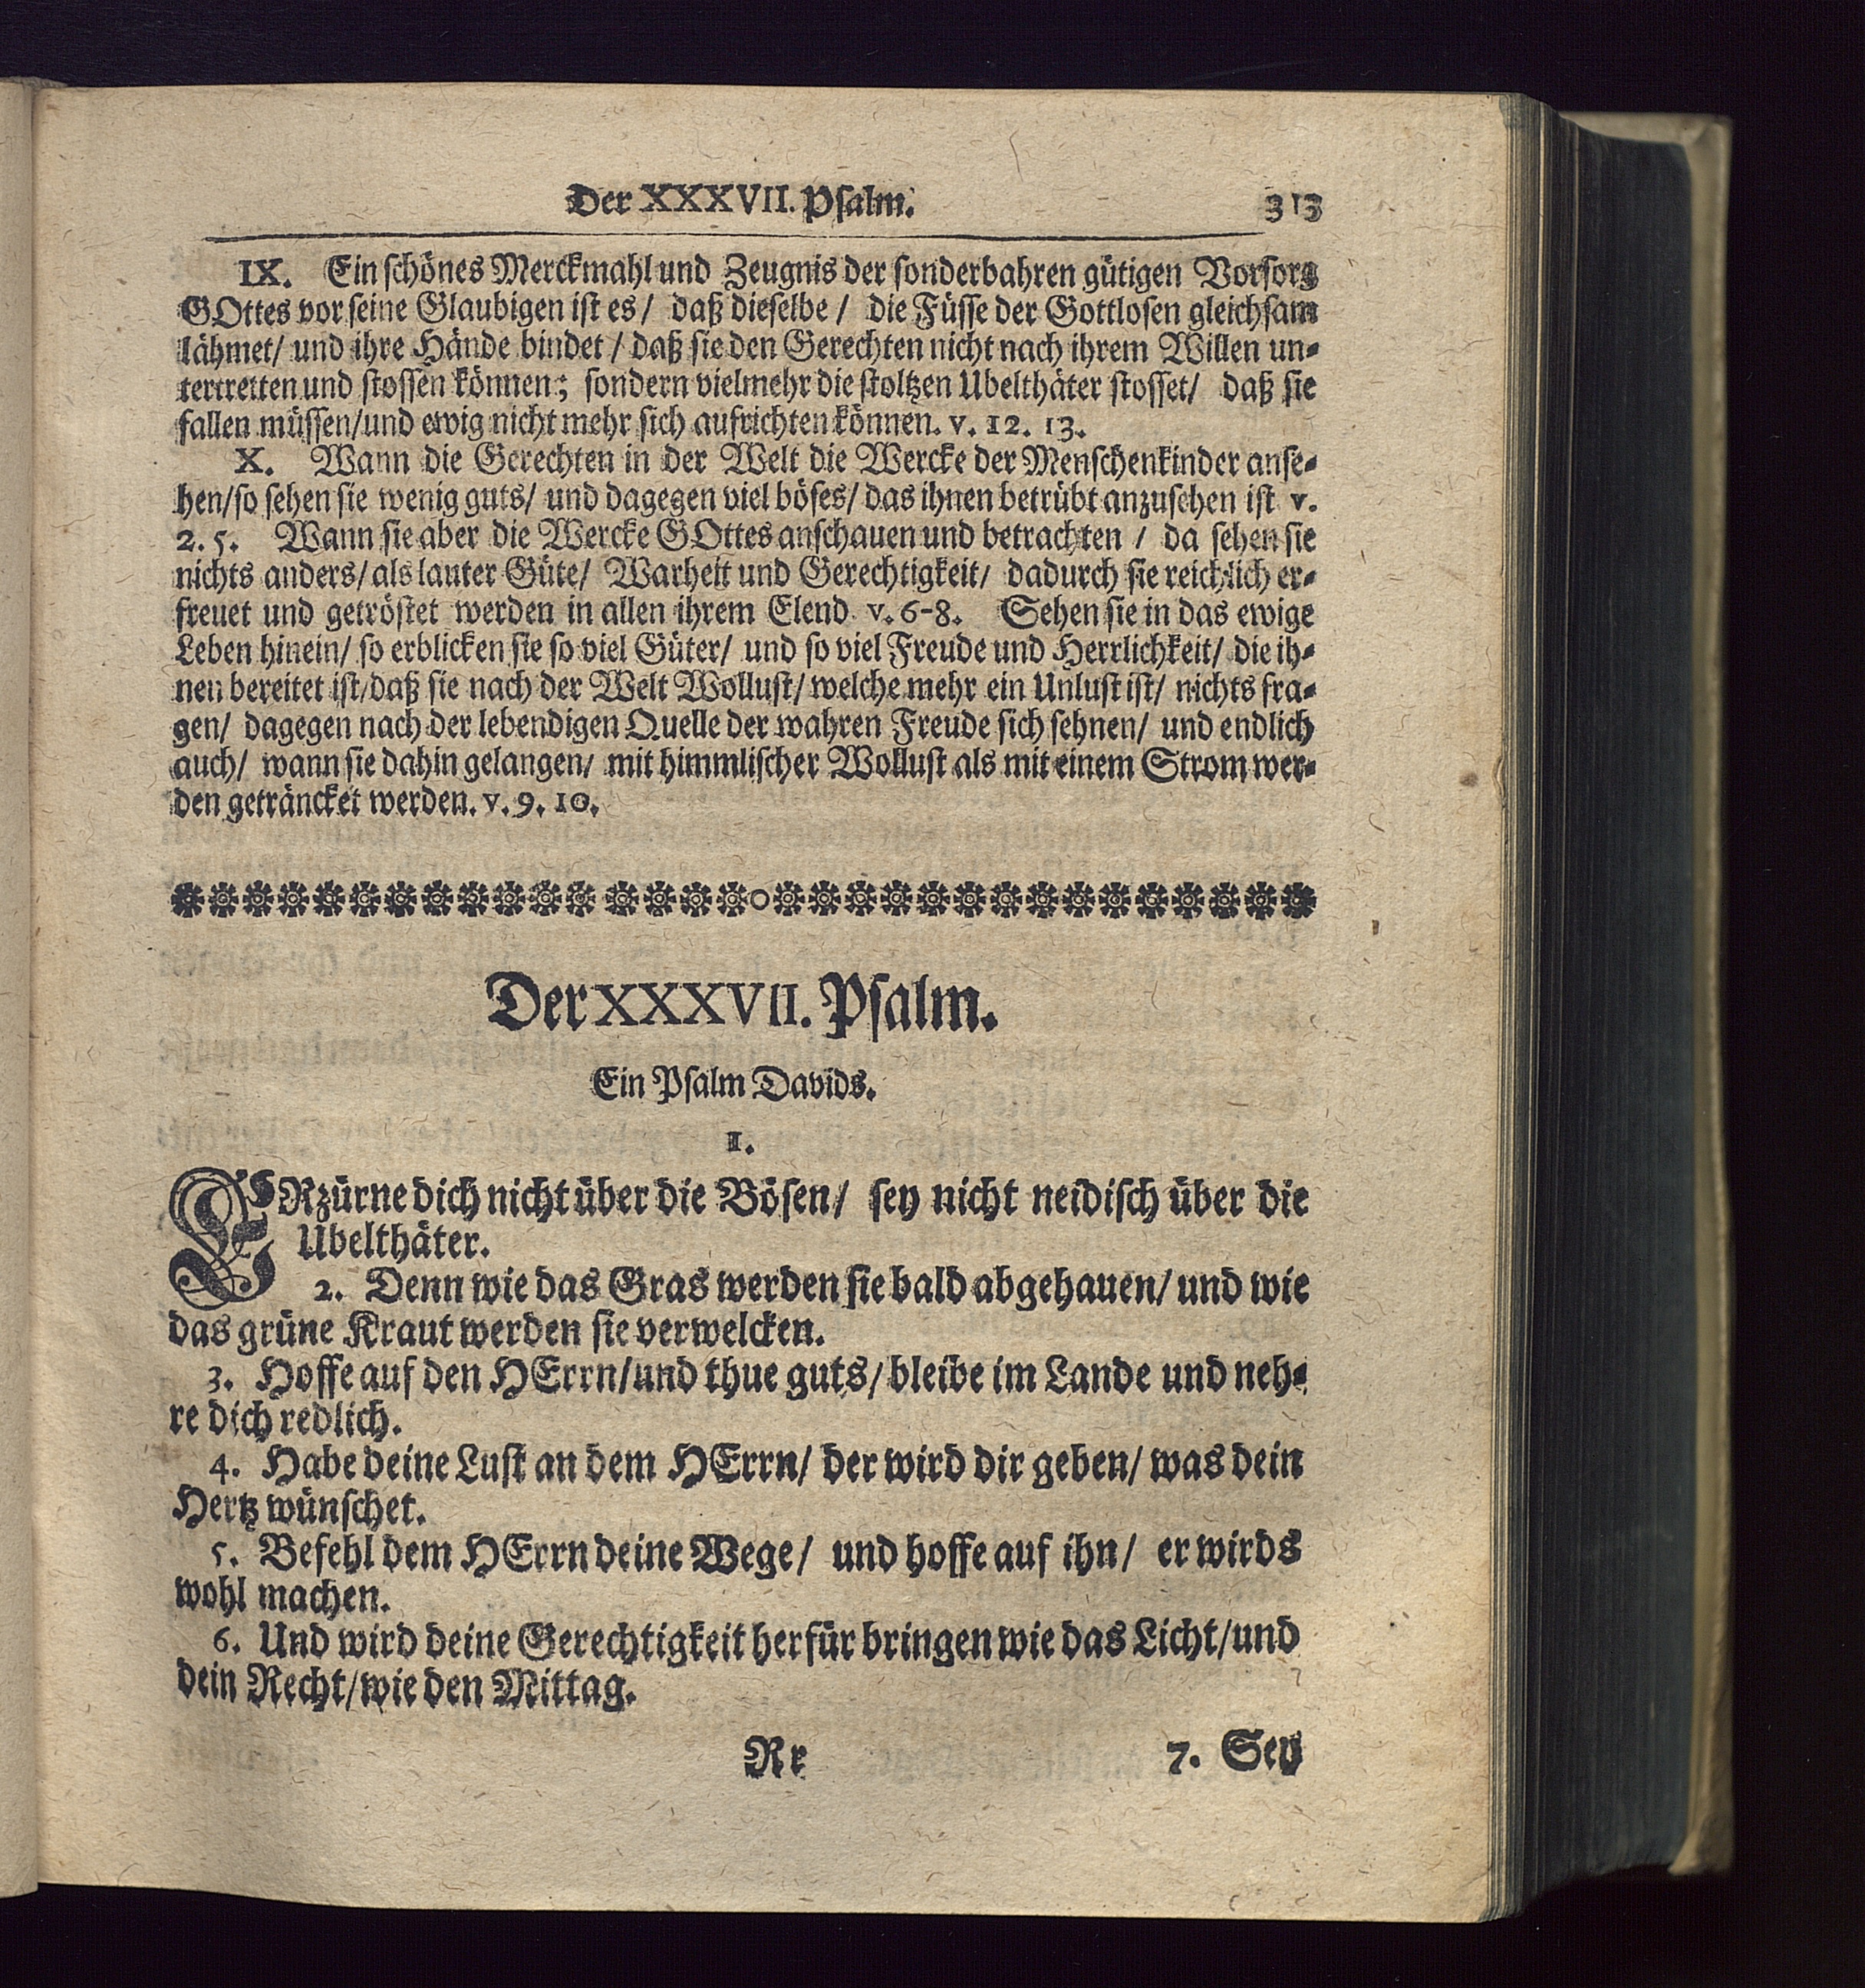 Der XXXVII. Psalm. 313
IX. Ein schönes Merckmahl und Zeugnis der sonderbahren gütigen Vorsorg
GOttes vor seine Glaubigen ist es / daß dieselbe / die Füsse der Gottlosen gleichsam
lähmet / und ihre Hände bindet / daß sie den Gerechten nicht nach ihrem Willen un-
tertretten und stossen können; sondern vielmehr die stoltzen Ubelthäter stosset / daß sie
fallen müssen / und ewig nicht mehr sich aufrichten können. v. 12. 13.
X. Wann die Gerechten in der Welt die Wercke der Menschenkinder anse-
hen / so sehen sie wenig guts / und dagegen viel böses / das ihnen betrübt anzusehen ist v.
2. 5. Wann sie aber die Wercke GOttes anschauen und betrachten / da sehen sie
nichts anders / als lauter Güte / Warheit und Gerechtigkeit / dadurch sie reichlich er-
freuet und getröstet werden in allen ihrem Elend v. 6-8. Sehen sie in das ewige
Leben hinein / so erblicken sie so viel Güter / und so viel Freude und Herrlichkeit / die ih-
nen bereitet ist / daß sie nach der Welt Wollust / welche mehr ein Unlust ist / nichts fra-
gen / dagegen nach der lebendigen Quelle der wahren Freude sich sehnen / und endlich
auch / wann sie dahin gelangen / mit himmlischer Wollust als mit einem Strom wer-
den geträncket werden. v. 9. 10.
Der XXXVII. Psalm.
Ein Psalm Davids.
1.
ERzürne dich nicht über die Bösen / sey nicht neidisch über die
Ubelthäter.
2. Denn wie das Gras werden sie bald abgehauen / und wie
das grüne Kraut werden sie verwelcken.
3. Hoffe auf den HErrn / und thue guts / bleibe im Lande und neh-
re dich redlich.
4. Habe deine Lust an dem HErrn / der wird dir geben / was dein
Hertz wünschet.
5. Befehl dem HErrn deine Wege / und hoffe auf ihn / er wirds
wohl machen.
6. Und wird deine Gerechtigkeit herfür bringen wie das Licht / und
dein Recht / wie den Mittag.
Rr 7. Sey